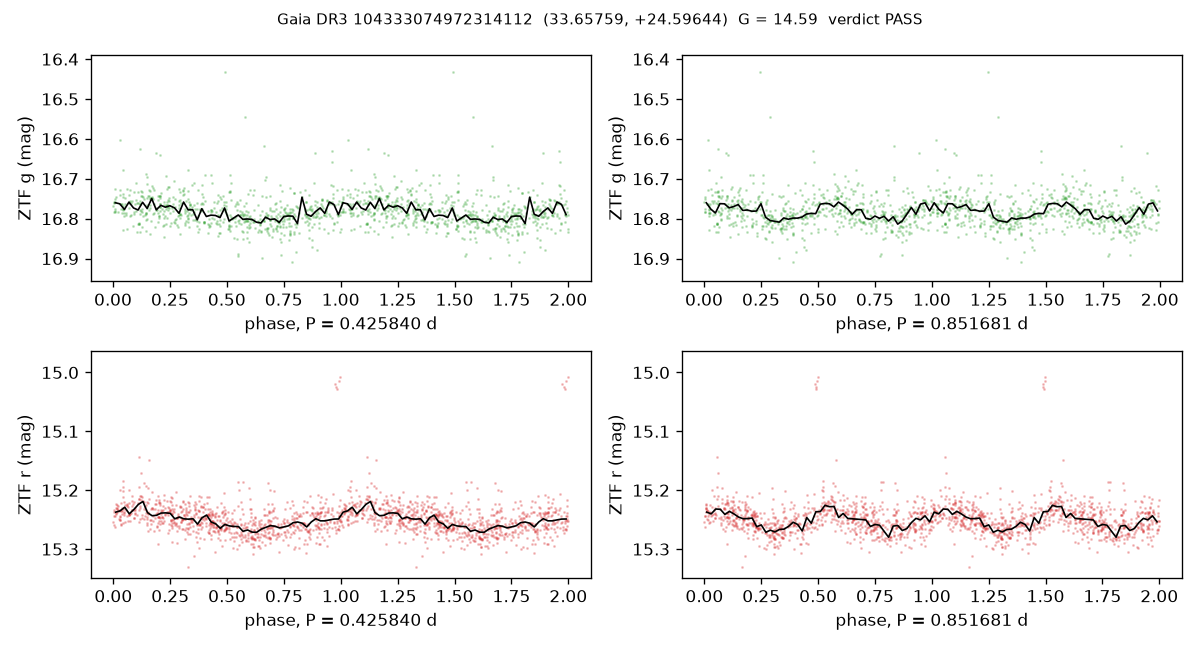 Gaia DR3 104333074972314112  (33.65759, +24.59644)  G = 14.59  verdict PASS
ZTF g (mag)
16.4
16.5
16.6
16.7
16.8
16.9
0.00 0.25 0.50 0.75 1.00 1.25 1.50 1.75 2.00
phase, P = 0.425840 d
ZTF g (mag)
16.4
16.5
16.6
16.7
16.8
16.9
0.00 0.25 0.50 0.75 1.00 1.25 1.50 1.75 2.00
phase, P = 0.851681 d
ZTF r (mag)
15.0
15.1
15.2
15.3
0.00 0.25 0.50 0.75 1.00 1.25 1.50 1.75 2.00
phase, P = 0.425840 d
ZTF r (mag)
15.0
15.1
15.2
15.3
0.00 0.25 0.50 0.75 1.00 1.25 1.50 1.75 2.00
phase, P = 0.851681 d